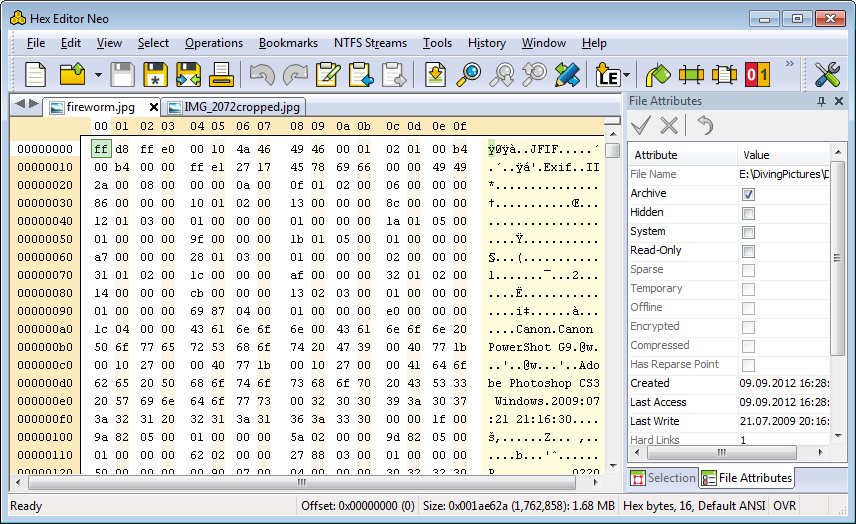 Hex Editor Neo
File Edit View Select Operations Bookmarks NTFS Streams Tools History Window Help
LE 0 1 »
fireworm.jpg IMG_2072cropped.jpg
File Attributes
00 01 02 03 04 05 06 07 08 09 0a 0b 0c 0d 0e 0f
00000000 ff d8 ff e0 00 10 4a 46 49 46 00 01 02 01 00 b4 ÿØÿà..JFIF.....´
00000010 00 b4 00 00 ff e1 27 17 45 78 69 66 00 00 49 49 .´..ÿá'.Exif..II
00000020 2a 00 08 00 00 00 0a 00 0f 01 02 00 06 00 00 00 *...............
00000030 86 00 00 00 10 01 02 00 13 00 00 00 8c 00 00 00 †...........Œ...
00000040 12 01 03 00 01 00 00 00 01 00 00 00 1a 01 05 00 ................
00000050 01 00 00 00 9f 00 00 00 1b 01 05 00 01 00 00 00 ....Ÿ...........
00000060 a7 00 00 00 28 01 03 00 01 00 00 00 02 00 00 00 §...(...........
00000070 31 01 02 00 1c 00 00 00 af 00 00 00 32 01 02 00 1.......¯...2...
00000080 14 00 00 00 cb 00 00 00 13 02 03 00 01 00 00 00 ....Ë...........
00000090 01 00 00 00 69 87 04 00 01 00 00 00 e0 00 00 00 ....i‡......à...
000000a0 1c 04 00 00 43 61 6e 6f 6e 00 43 61 6e 6f 6e 20 ....Canon.Canon
000000b0 50 6f 77 65 72 53 68 6f 74 20 47 39 00 40 77 1b PowerShot G9.@w.
000000c0 00 10 27 00 00 40 77 1b 00 10 27 00 00 41 64 6f ..'..@w...'..Ado
000000d0 62 65 20 50 68 6f 74 6f 73 68 6f 70 20 43 53 33 be Photoshop CS3
000000e0 20 57 69 6e 64 6f 77 73 00 32 30 30 39 3a 30 37 Windows.2009:07
000000f0 3a 32 31 20 32 31 3a 31 36 3a 33 30 00 00 1f 00 :21 21:16:30....
00000100 9a 82 05 00 01 00 00 00 5a 02 00 00 9d 82 05 00 š‚......Z....‚..
00000110 01 00 00 00 62 02 00 00 27 88 03 00 01 00 00 00 ....b...'ˆ......
Attribute Value
File Name E:\DivingPictures\D
Archive
Hidden
System
Read-Only
Sparse
Temporary
Offline
Encrypted
Compressed
Has Reparse Point
Created 09.09.2012 16:28:
Last Access 09.09.2012 16:28:
Last Write 21.07.2009 20:16:
Hard Links 1
Selection File Attributes
Ready Offset: 0x00000000 (0) Size: 0x001ae62a (1,762,858): 1.68 MB Hex bytes, 16, Default ANSI OVR